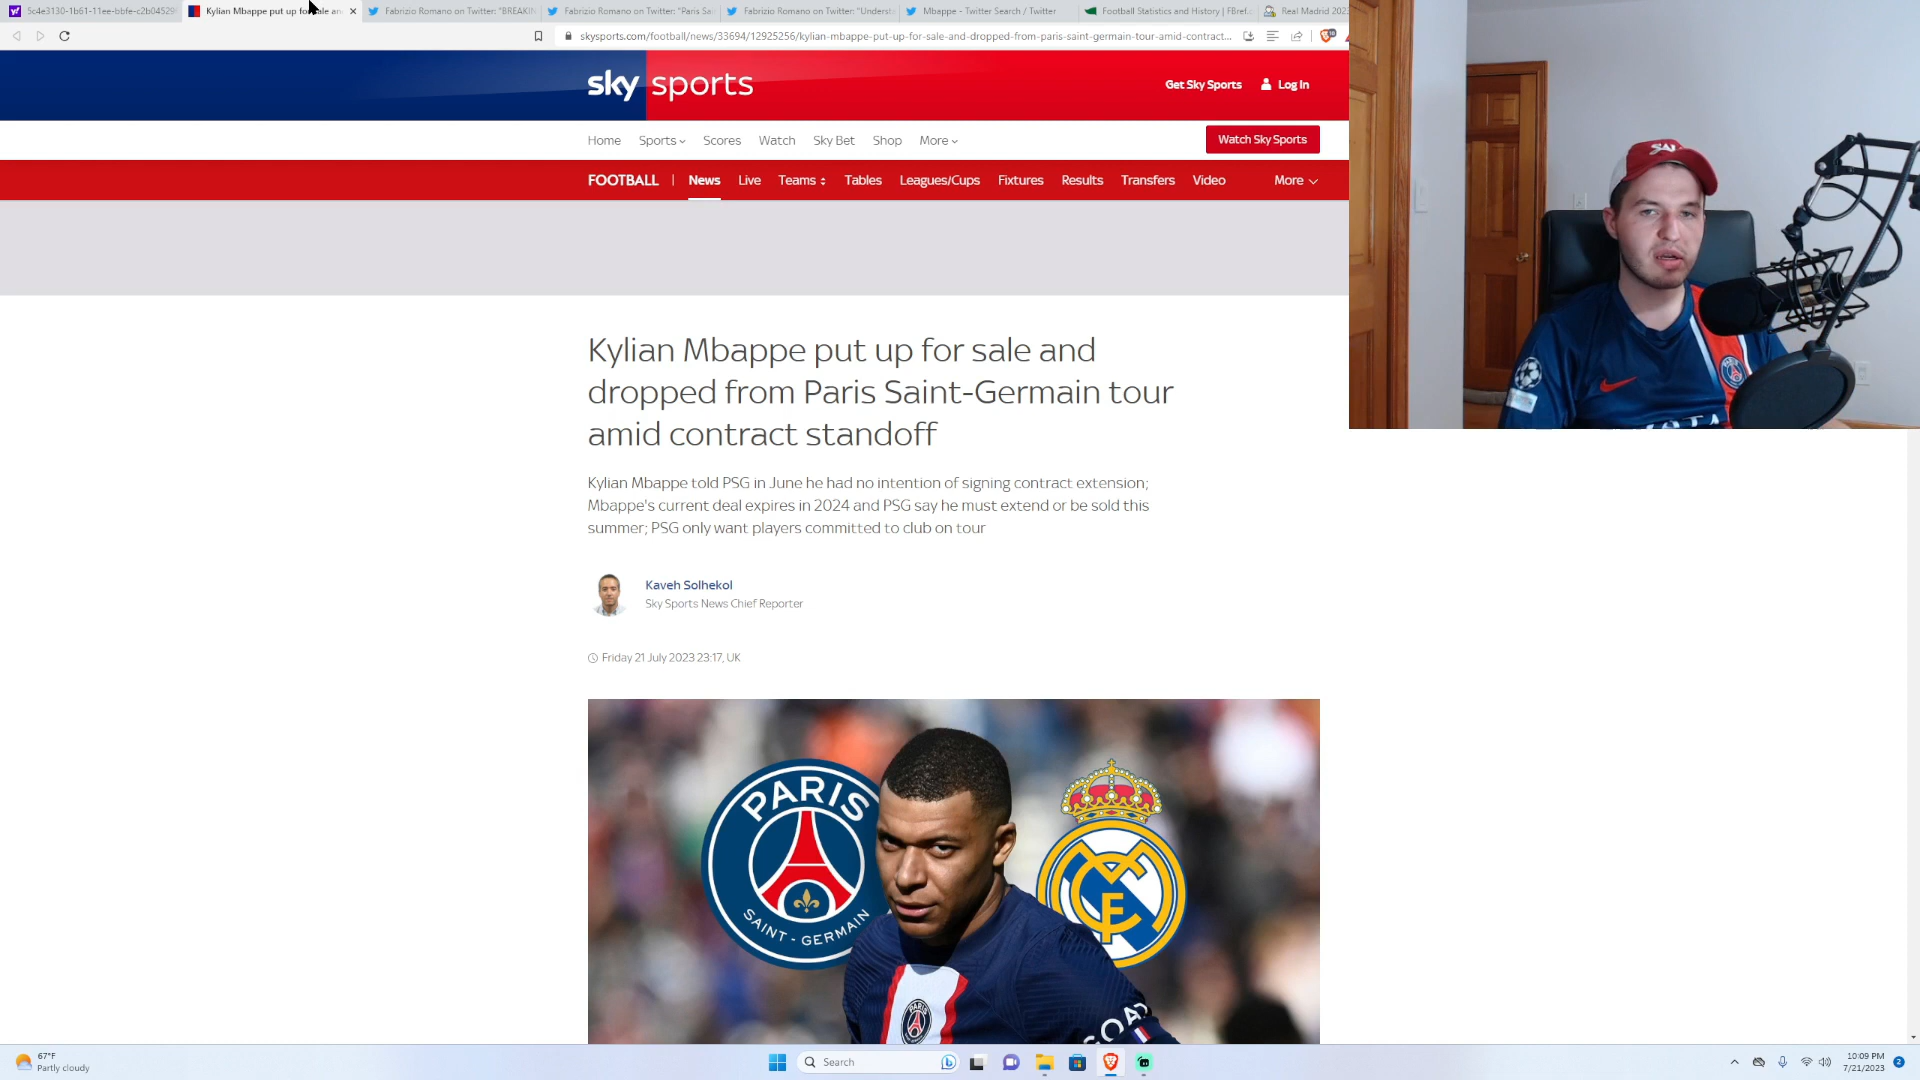 5c4e3130-1b61-11ee-bbfe-c2b04529
Kylian Mbappe put up for sale an
Fabrizio Romano on Twitter: "BREAKIN
Fabrizio Romano on Twitter: "Paris Sai
Fabrizio Romano on Twitter: "Underst
Mbappe - Twitter Search / Twitter
Football Statistics and History | FBref.c
Real Madrid 202
skysports.com/football/news/33694/12925256/kylian-mbappe-put-up-for-sale-and-dropped-from-paris-saint-germain-tour-amid-contract...
sky sports
Get Sky Sports
Log In
Home Sports Scores Watch Sky Bet Shop More
Watch Sky Sports
FOOTBALL | News Live Teams Tables Leagues/Cups Fixtures Results Transfers Video More
Kylian Mbappe put up for sale and
dropped from Paris Saint-Germain tour
amid contract standoff
Kylian Mbappe told PSG in June he had no intention of signing contract extension;
Mbappe's current deal expires in 2024 and PSG say he must extend or be sold this
summer; PSG only want players committed to club on tour
Kaveh Solhekol
Sky Sports News Chief Reporter
Friday 21 July 2023 23:17, UK
PARIS
SAINT-GERMAIN
GOA
67°F
Partly cloudy
Search
10:09 PM
7/21/2023
2